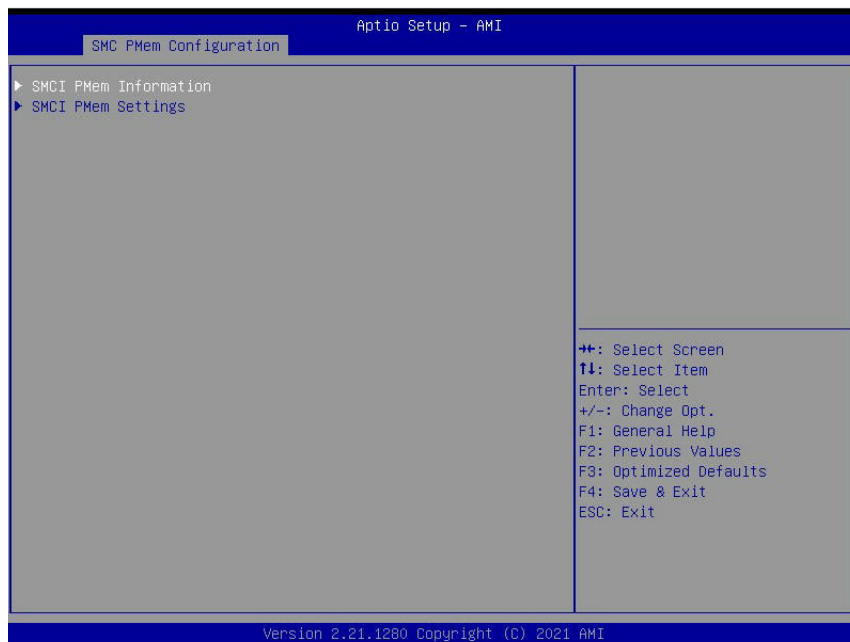 Aptio Setup – AMI
SMC PMem Configuration
▶ SMCI PMem Information
▶ SMCI PMem Settings
→←: Select Screen
↑↓: Select Item
Enter: Select
+/-: Change Opt.
F1: General Help
F2: Previous Values
F3: Optimized Defaults
F4: Save & Exit
ESC: Exit
Version 2.21.1280 Copyright (C) 2021 AMI